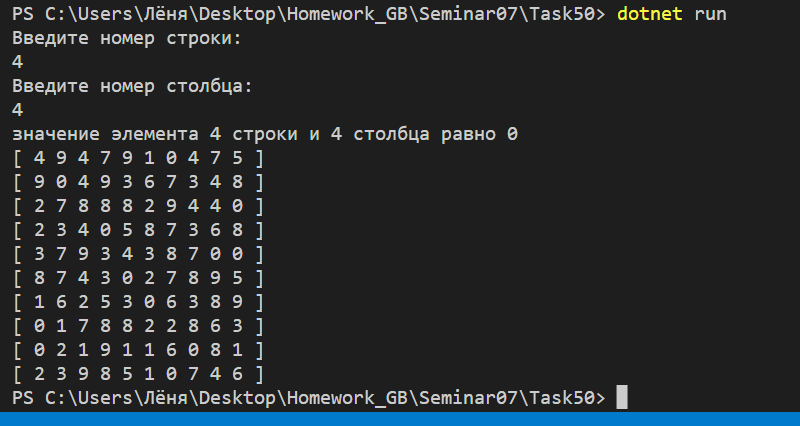 PS C:\Users\Лёня\Desktop\Homework_GB\Seminar07\Task50> dotnet run
Введите номер строки:
4
Введите номер столбца:
4
значение элемента 4 строки и 4 столбца равно 0
[ 4 9 4 7 9 1 0 4 7 5 ]
[ 9 0 4 9 3 6 7 3 4 8 ]
[ 2 7 8 8 8 2 9 4 4 0 ]
[ 2 3 4 0 5 8 7 3 6 8 ]
[ 3 7 9 3 4 3 8 7 0 0 ]
[ 8 7 4 3 0 2 7 8 9 5 ]
[ 1 6 2 5 3 0 6 3 8 9 ]
[ 0 1 7 8 8 2 2 8 6 3 ]
[ 0 2 1 9 1 1 6 0 8 1 ]
[ 2 3 9 8 5 1 0 7 4 6 ]
PS C:\Users\Лёня\Desktop\Homework_GB\Seminar07\Task50>